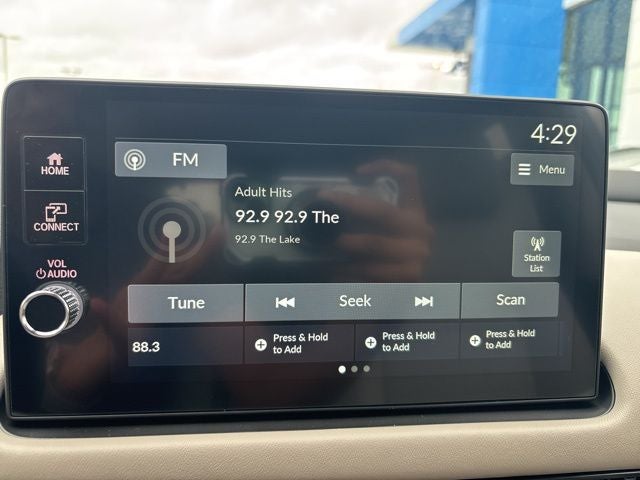 4:29
FM
Menu
HOME
CONNECT
VOL
AUDIO
Adult Hits
92.9 92.9 The
92.9 The Lake
Station
List
Tune
Seek
Scan
88.3
Press & Hold
to Add
Press & Hold
to Add
Press & Hold
to Add